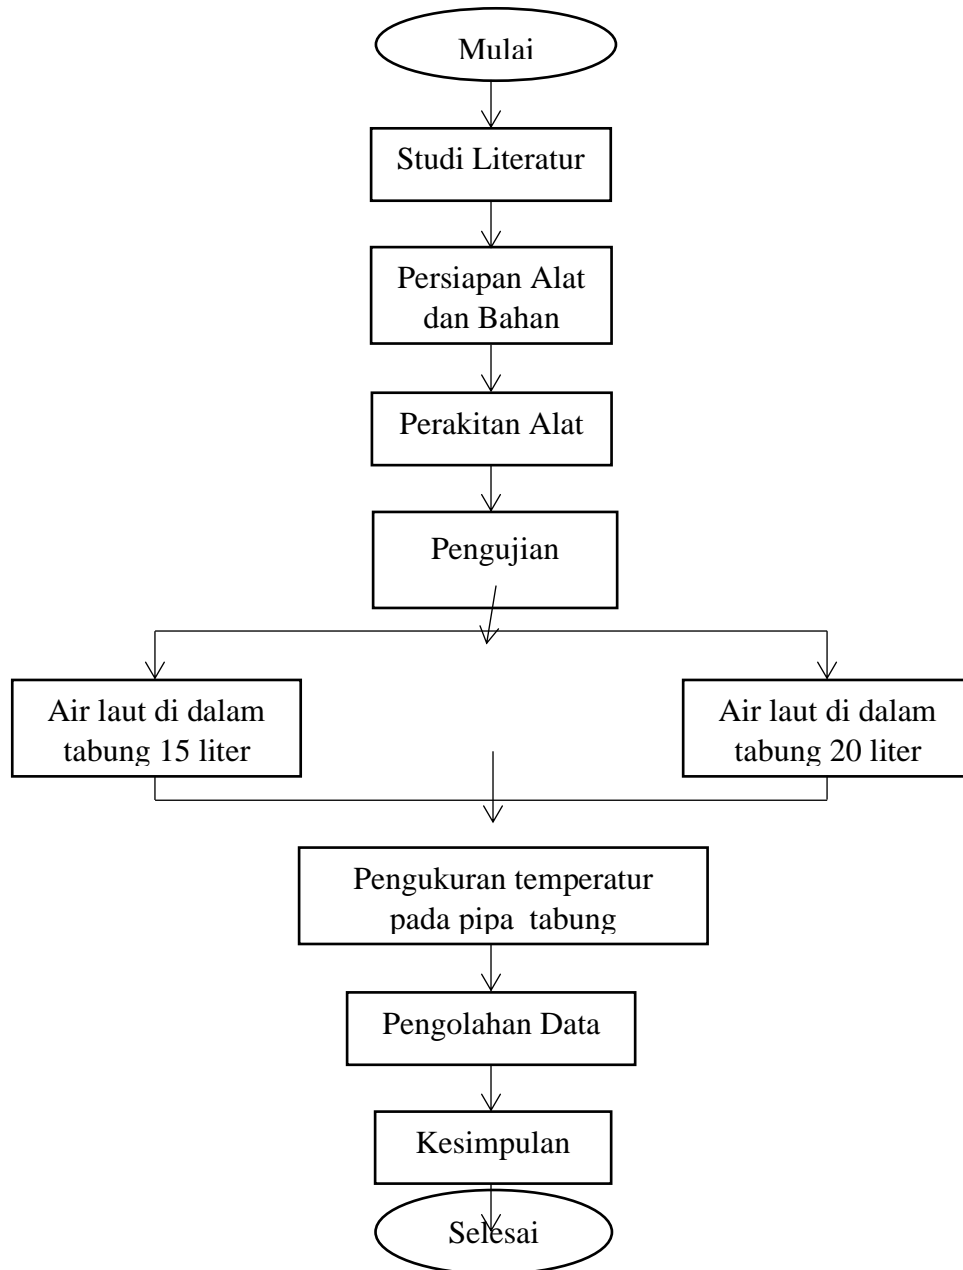 Mulai
Studi Literatur
Persiapan Alat
dan Bahan
Perakitan Alat
Pengujian
Air laut di dalam
tabung 15 liter
Air laut di dalam
tabung 20 liter
Pengukuran temperatur
pada pipa  tabung
Pengolahan Data
Kesimpulan
Selesai